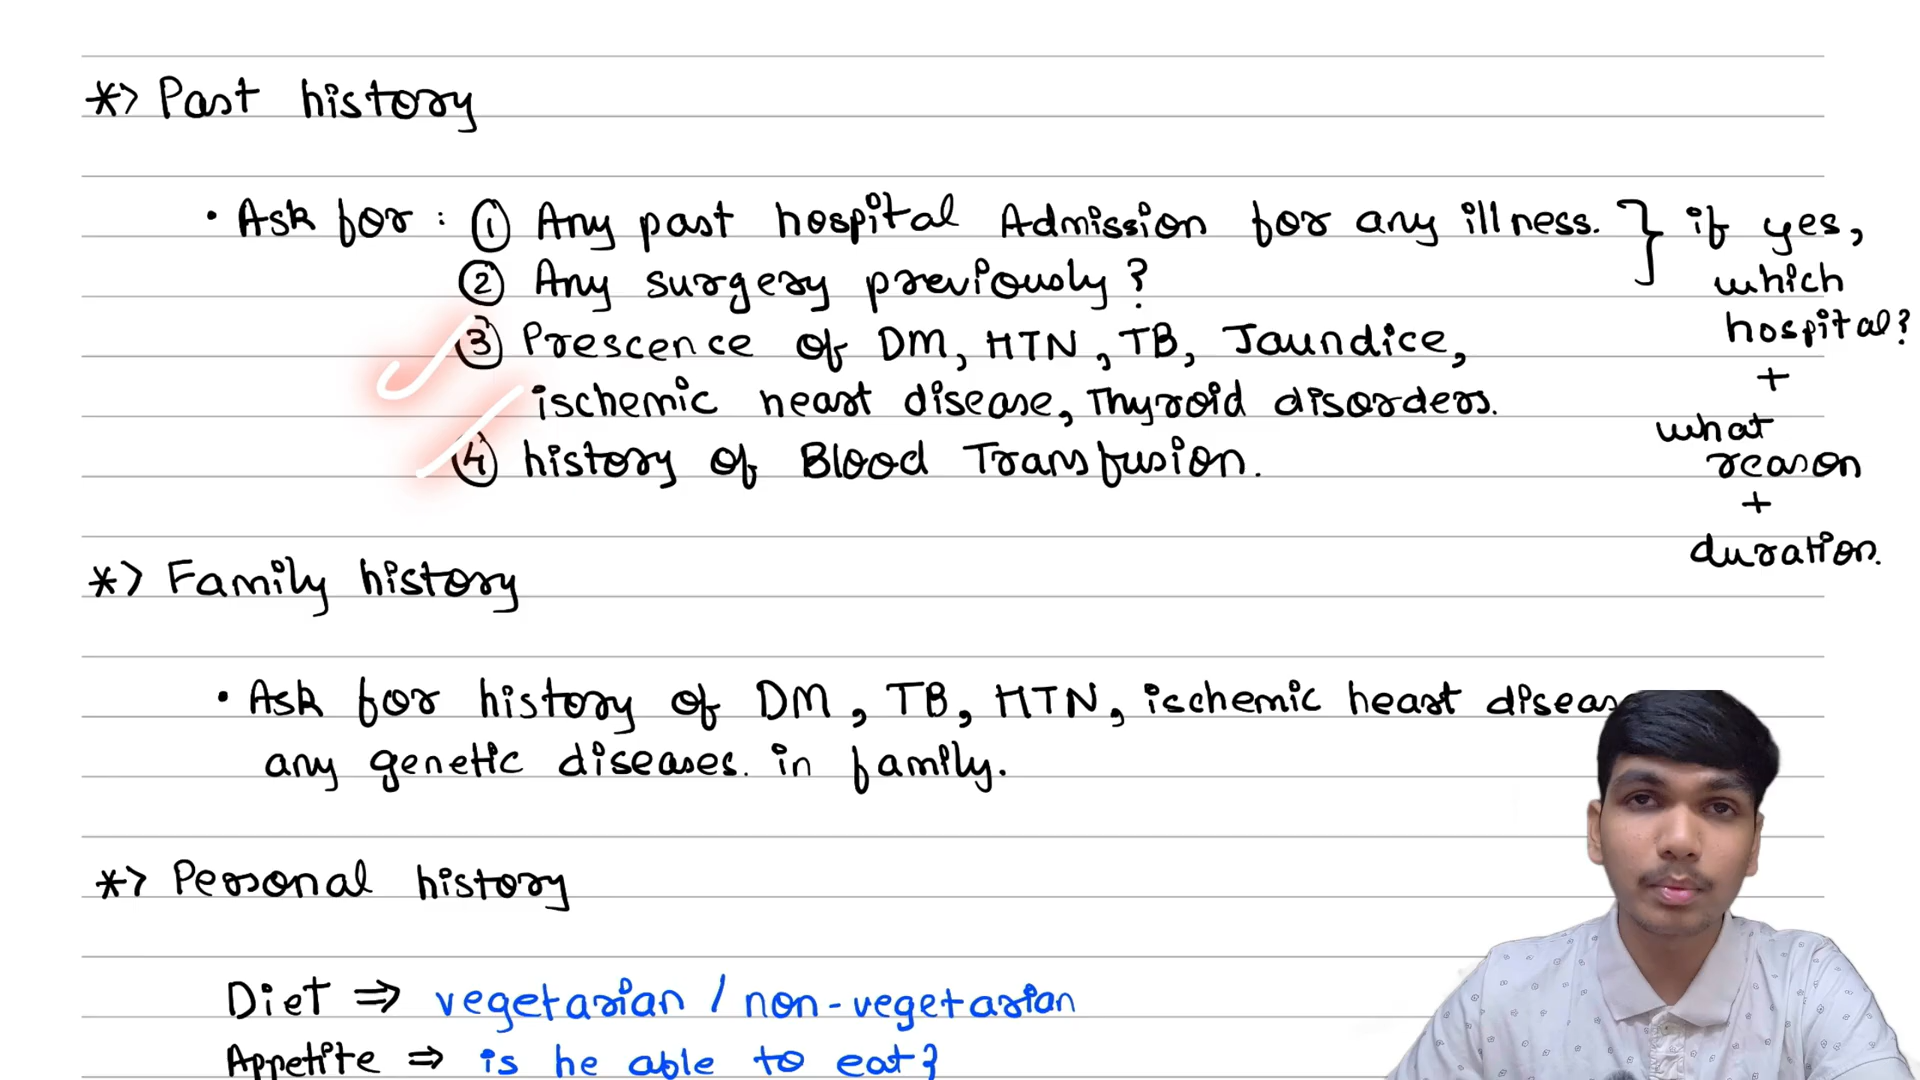 *> Past history
• Ask for : ① Any past hospital Admission for any illness. } if yes,
② Any surgery previously?
which
hospital?
③ Prescence of DM, HTN, TB, Jaundice,
+
ischemic heart disease, Thyroid disorders.
what
④ history of Blood Transfusion.
reason
+
duration.
*> Family history
• Ask for history of DM, TB, HTN, ischemic heart diseas
any genetic diseases. in family.
*> Personal history
Diet ⇒ vegetarian / non-vegetarian
Appetite ⇒ is he able to eat?